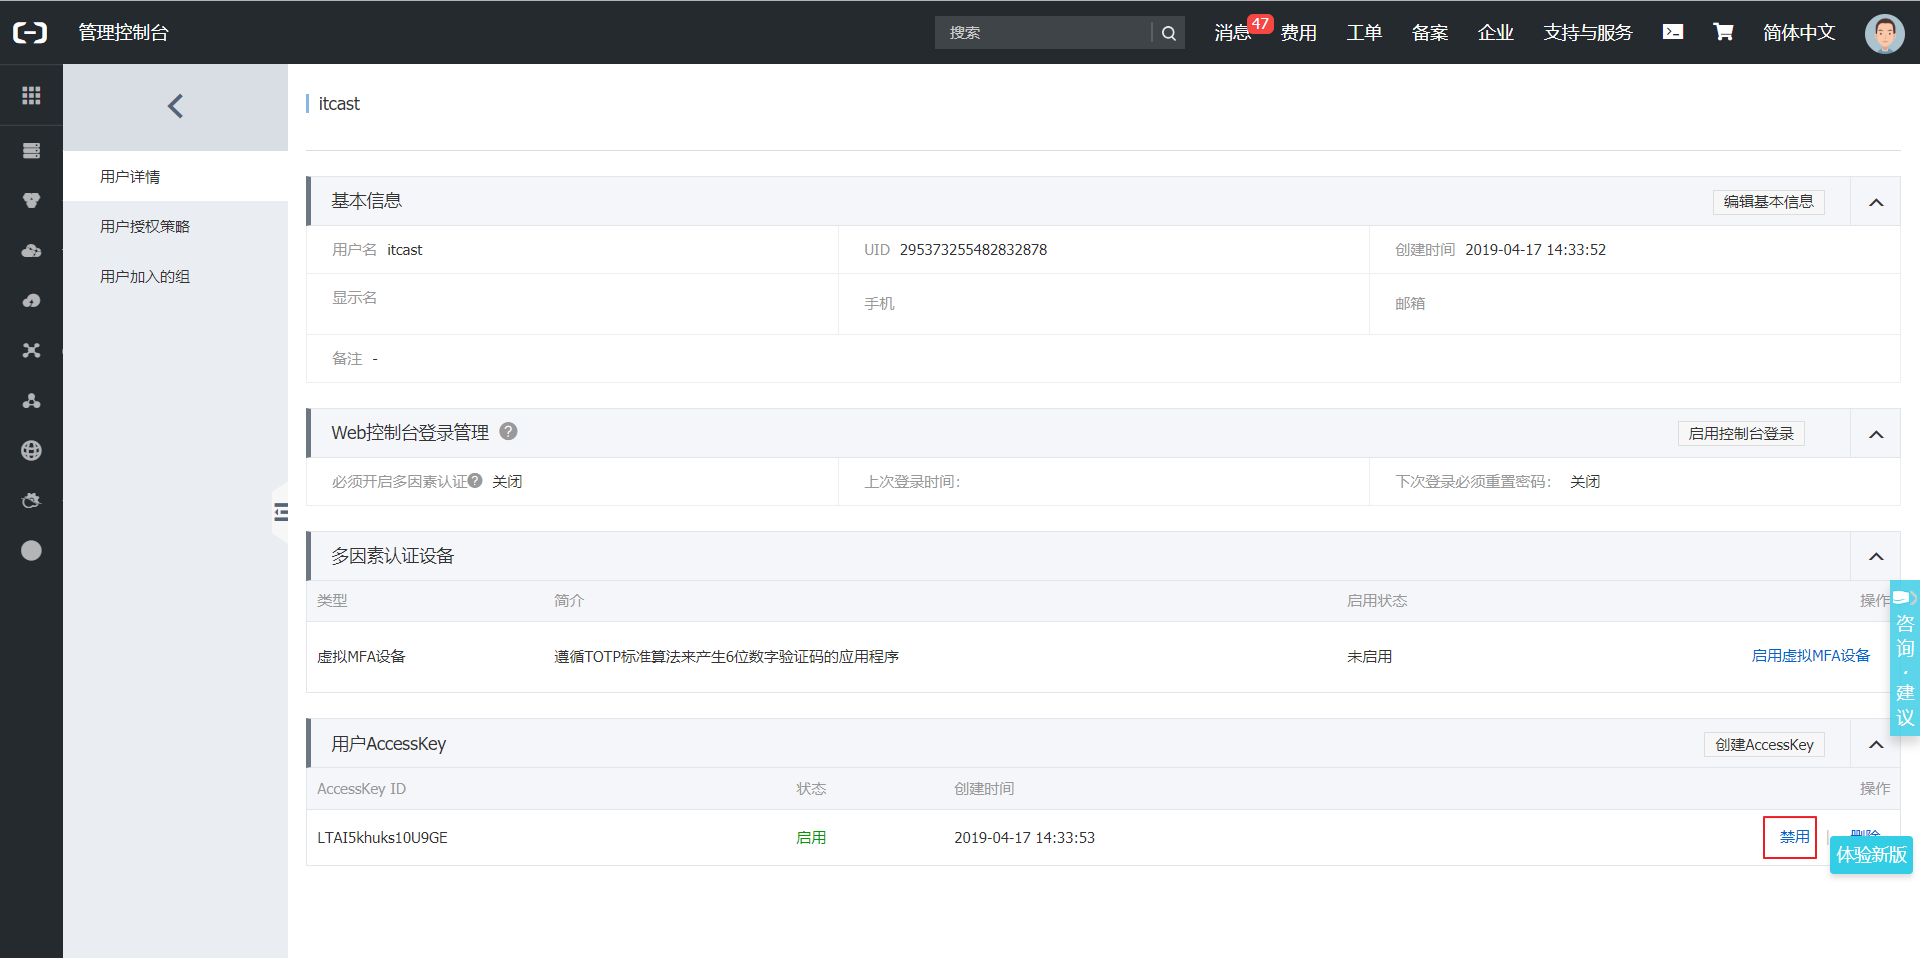 管理控制台
搜索
消息 47 费用 工单 备案 企业 支持与服务 简体中文
用户详情
用户授权策略
用户加入的组
itcast
基本信息 编辑基本信息
用户名 itcast UID 295373255482832878 创建时间 2019-04-17 14:33:52
显示名 手机 邮箱
备注 -
Web控制台登录管理 ? 启用控制台登录
必须开启多因素认证 ? 关闭 上次登录时间: 下次登录必须重置密码: 关闭
多因素认证设备
类型 简介 启用状态 操作
虚拟MFA设备 遵循TOTP标准算法来产生6位数字验证码的应用程序 未启用 启用虚拟MFA设备
用户AccessKey 创建AccessKey
AccessKey ID 状态 创建时间 操作
LTAI5khuks10U9GE 启用 2019-04-17 14:33:53 禁用 | 删除
咨询·建议
体验新版